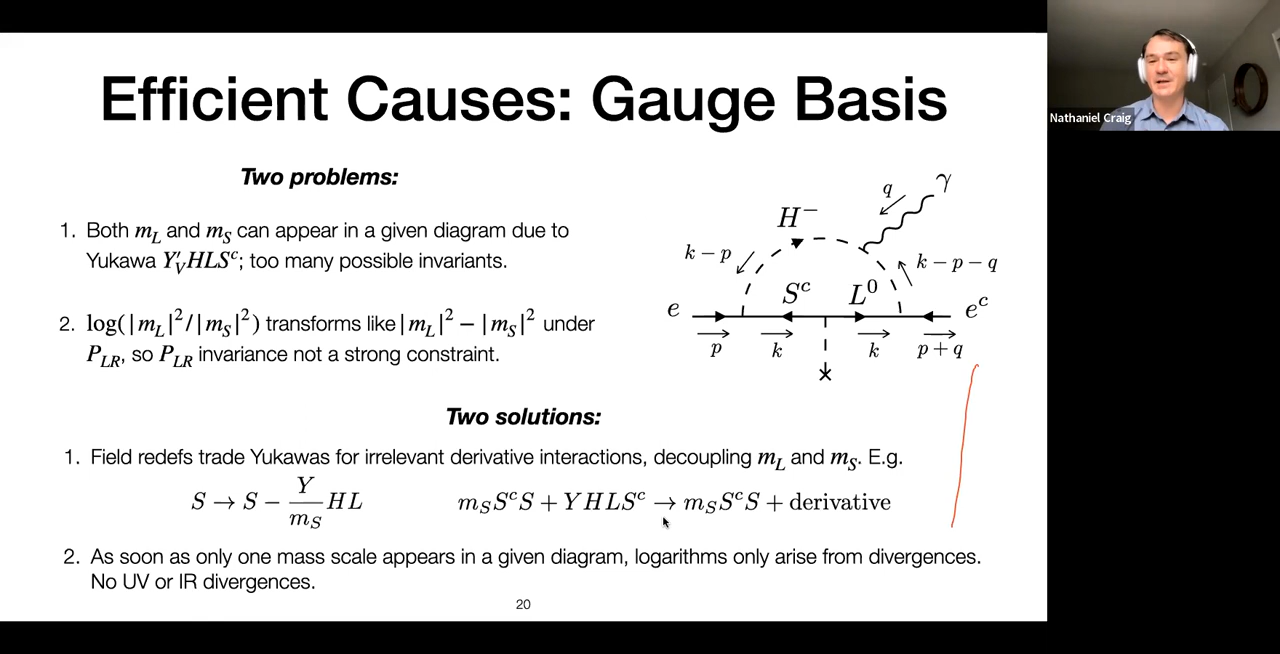 Efficient Causes: Gauge Basis
Nathaniel Craig
Two problems:
1. Both m_L and m_S can appear in a given diagram due to
Yukawa Y′_V HLS^c; too many possible invariants.
2. log(|m_L|²/|m_S|²) transforms like |m_L|² − |m_S|² under
P_LR, so P_LR invariance not a strong constraint.
q
γ
H⁻
k − p
k − p − q
S^c
L⁰
e
e^c
p
k
k
p + q
Two solutions:
1. Field redefs trade Yukawas for irrelevant derivative interactions, decoupling m_L and m_S. E.g.
S → S − Y/m_S HL
m_S S^c S + Y HLS^c → m_S S^c S + derivative
2. As soon as only one mass scale appears in a given diagram, logarithms only arise from divergences.
No UV or IR divergences.
20